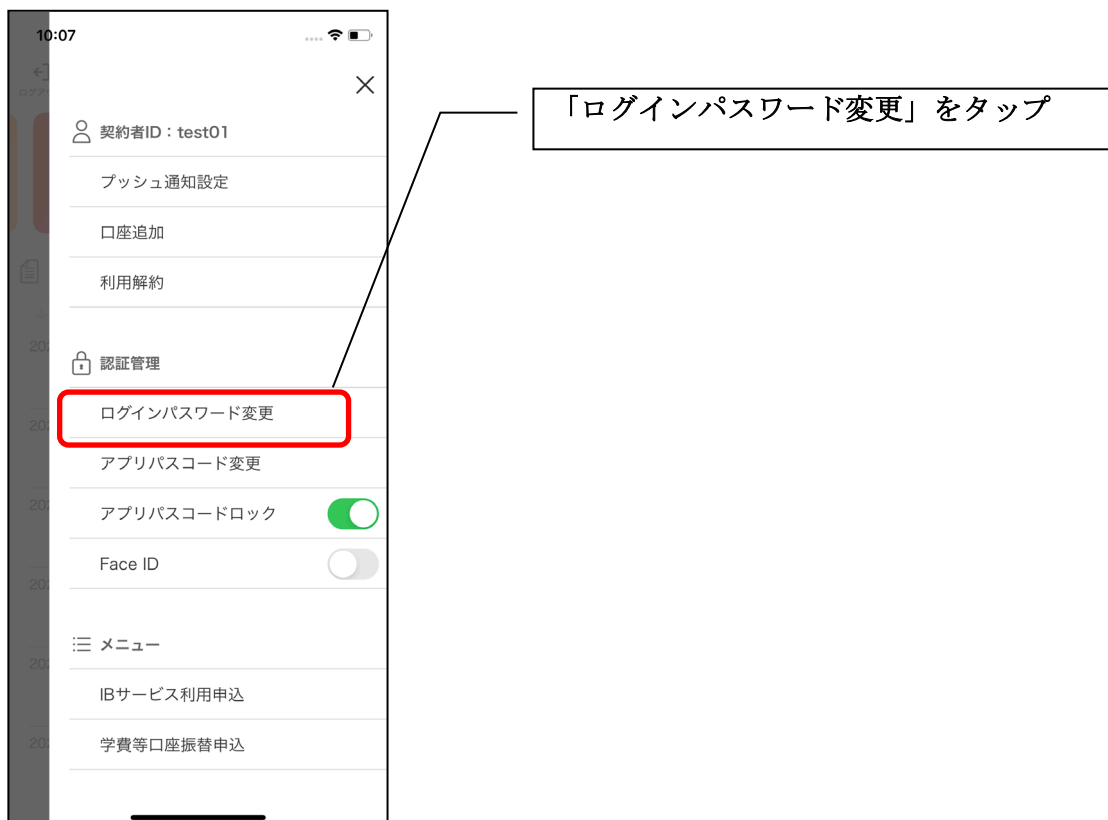 10:07
契約者ID：test01
プッシュ通知設定
口座追加
利用解約
認証管理
ログインパスワード変更
アプリパスコード変更
アプリパスコードロック
Face ID
メニュー
IBサービス利用申込
学費等口座振替申込
「ログインパスワード変更」をタップ